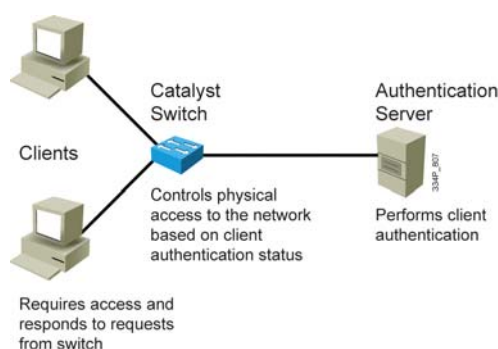 Catalyst
Switch
Authentication
Server
Clients
334P_807
Controls physical
access to the network
based on client
authentication status
Performs client
authentication
Requires access and
responds to requests
from switch